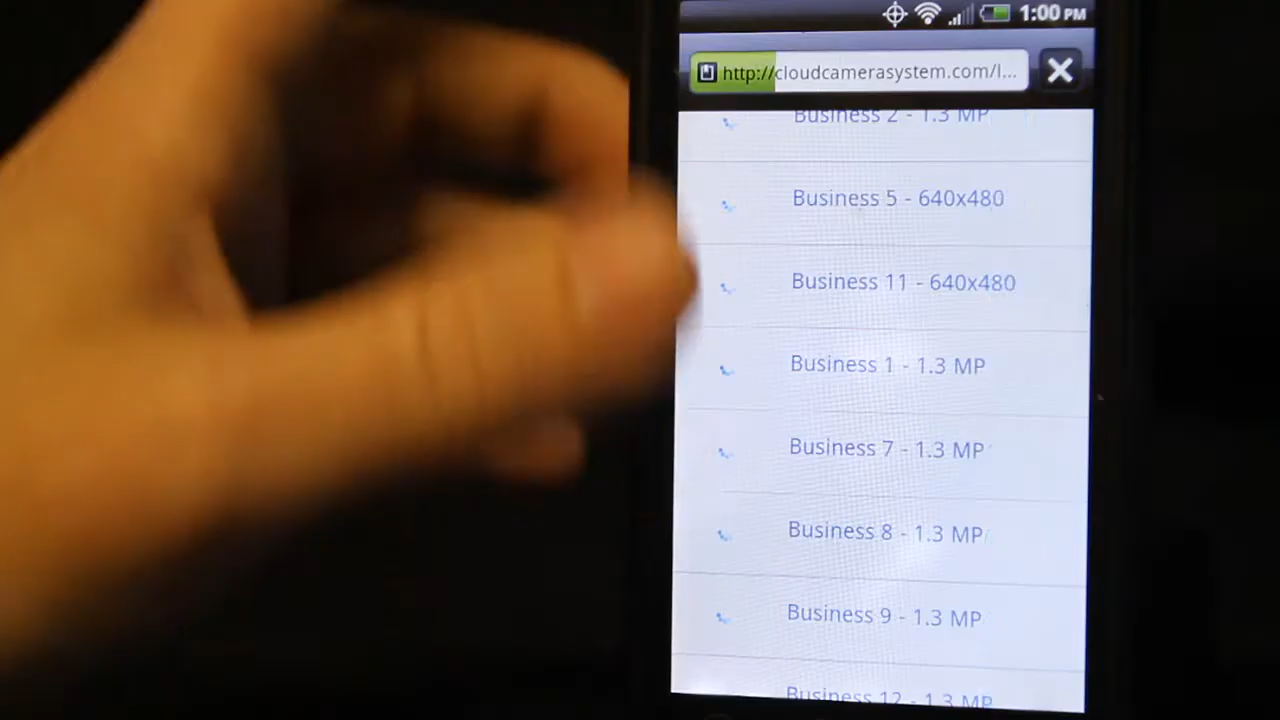 1:00 PM
http://cloudcamerasystem.com/l...
Business 2 - 1.3 MP
Business 5 - 640x480
Business 11 - 640x480
Business 1 - 1.3 MP
Business 7 - 1.3 MP
Business 8 - 1.3 MP
Business 9 - 1.3 MP
Business 12 - 1.3 MP